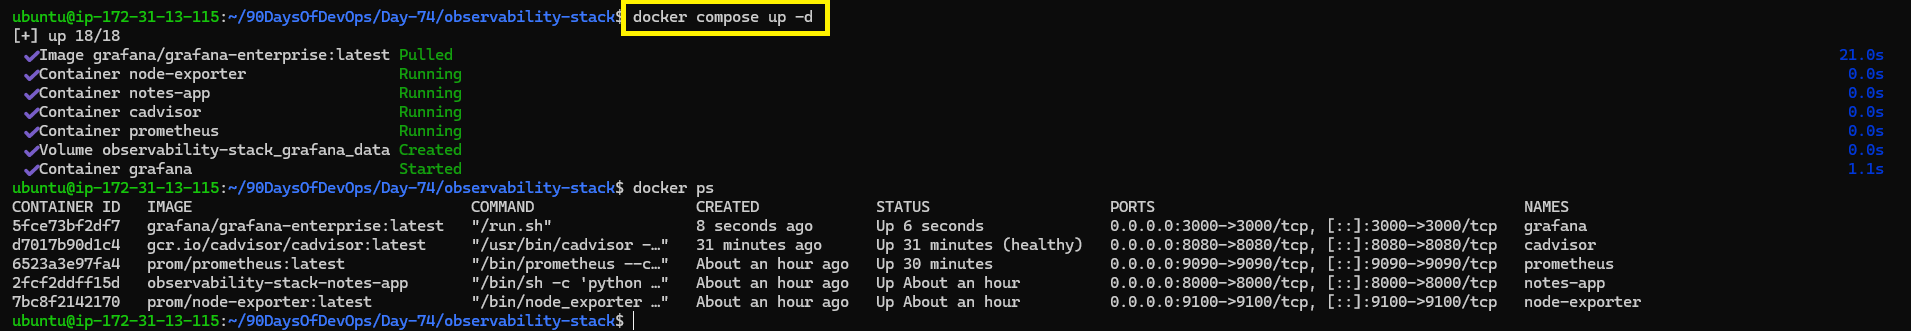 ubuntu@ip-172-31-13-115:~/90DaysOfDevOps/Day-74/observability-stack$ docker compose up -d
[+] up 18/18
✔Image grafana/grafana-enterprise:latest Pulled 21.0s
✔Container node-exporter Running 0.0s
✔Container notes-app Running 0.0s
✔Container cadvisor Running 0.0s
✔Container prometheus Running 0.0s
✔Volume observability-stack_grafana_data Created 0.0s
✔Container grafana Started 1.1s
ubuntu@ip-172-31-13-115:~/90DaysOfDevOps/Day-74/observability-stack$ docker ps
CONTAINER ID IMAGE COMMAND CREATED STATUS PORTS NAMES
5fce73bf2df7 grafana/grafana-enterprise:latest "/run.sh" 8 seconds ago Up 6 seconds 0.0.0.0:3000->3000/tcp, [::]:3000->3000/tcp grafana
d7017b90d1c4 gcr.io/cadvisor/cadvisor:latest "/usr/bin/cadvisor -…" 31 minutes ago Up 31 minutes (healthy) 0.0.0.0:8080->8080/tcp, [::]:8080->8080/tcp cadvisor
6523a3e97fa4 prom/prometheus:latest "/bin/prometheus --c…" About an hour ago Up 30 minutes 0.0.0.0:9090->9090/tcp, [::]:9090->9090/tcp prometheus
2fcf2ddff15d observability-stack-notes-app "/bin/sh -c 'python …" About an hour ago Up About an hour 0.0.0.0:8000->8000/tcp, [::]:8000->8000/tcp notes-app
7bc8f2142170 prom/node-exporter:latest "/bin/node_exporter …" About an hour ago Up About an hour 0.0.0.0:9100->9100/tcp, [::]:9100->9100/tcp node-exporter
ubuntu@ip-172-31-13-115:~/90DaysOfDevOps/Day-74/observability-stack$